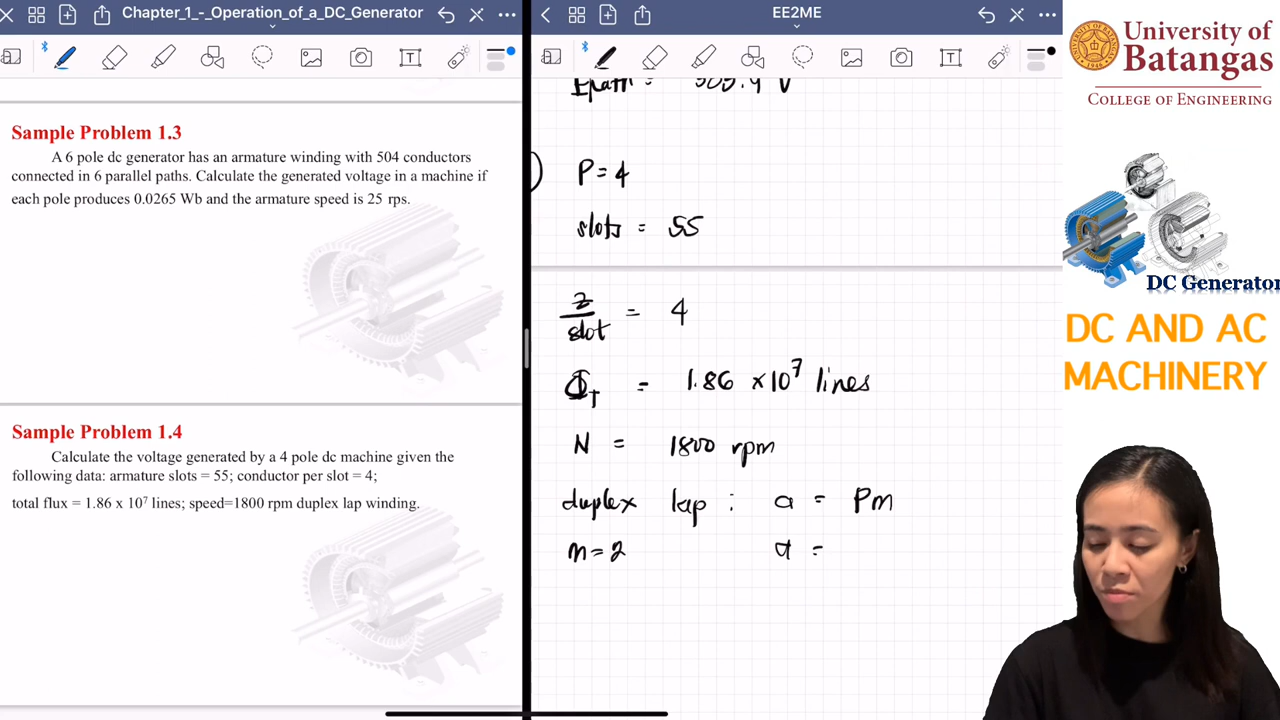 Chapter_1_-_Operation_of_a_DC_Generator
EE2ME
Sample Problem 1.3
A 6 pole dc generator has an armature winding with 504 conductors
connected in 6 parallel paths. Calculate the generated voltage in a machine if
each pole produces 0.0265 Wb and the armature speed is 25 rps.
Sample Problem 1.4
Calculate the voltage generated by a 4 pole dc machine given the
following data: armature slots = 55; conductor per slot = 4;
total flux = 1.86 x 10⁷ lines; speed=1800 rpm duplex lap winding.
P = 4
slots = 55
z/slot = 4
Φ_T = 1.86 × 10⁷ lines
N = 1800 rpm
duplex lap : a = Pm
m = 2 a =
University of
Batangas
COLLEGE OF ENGINEERING
DC Generator
DC AND AC
MACHINERY